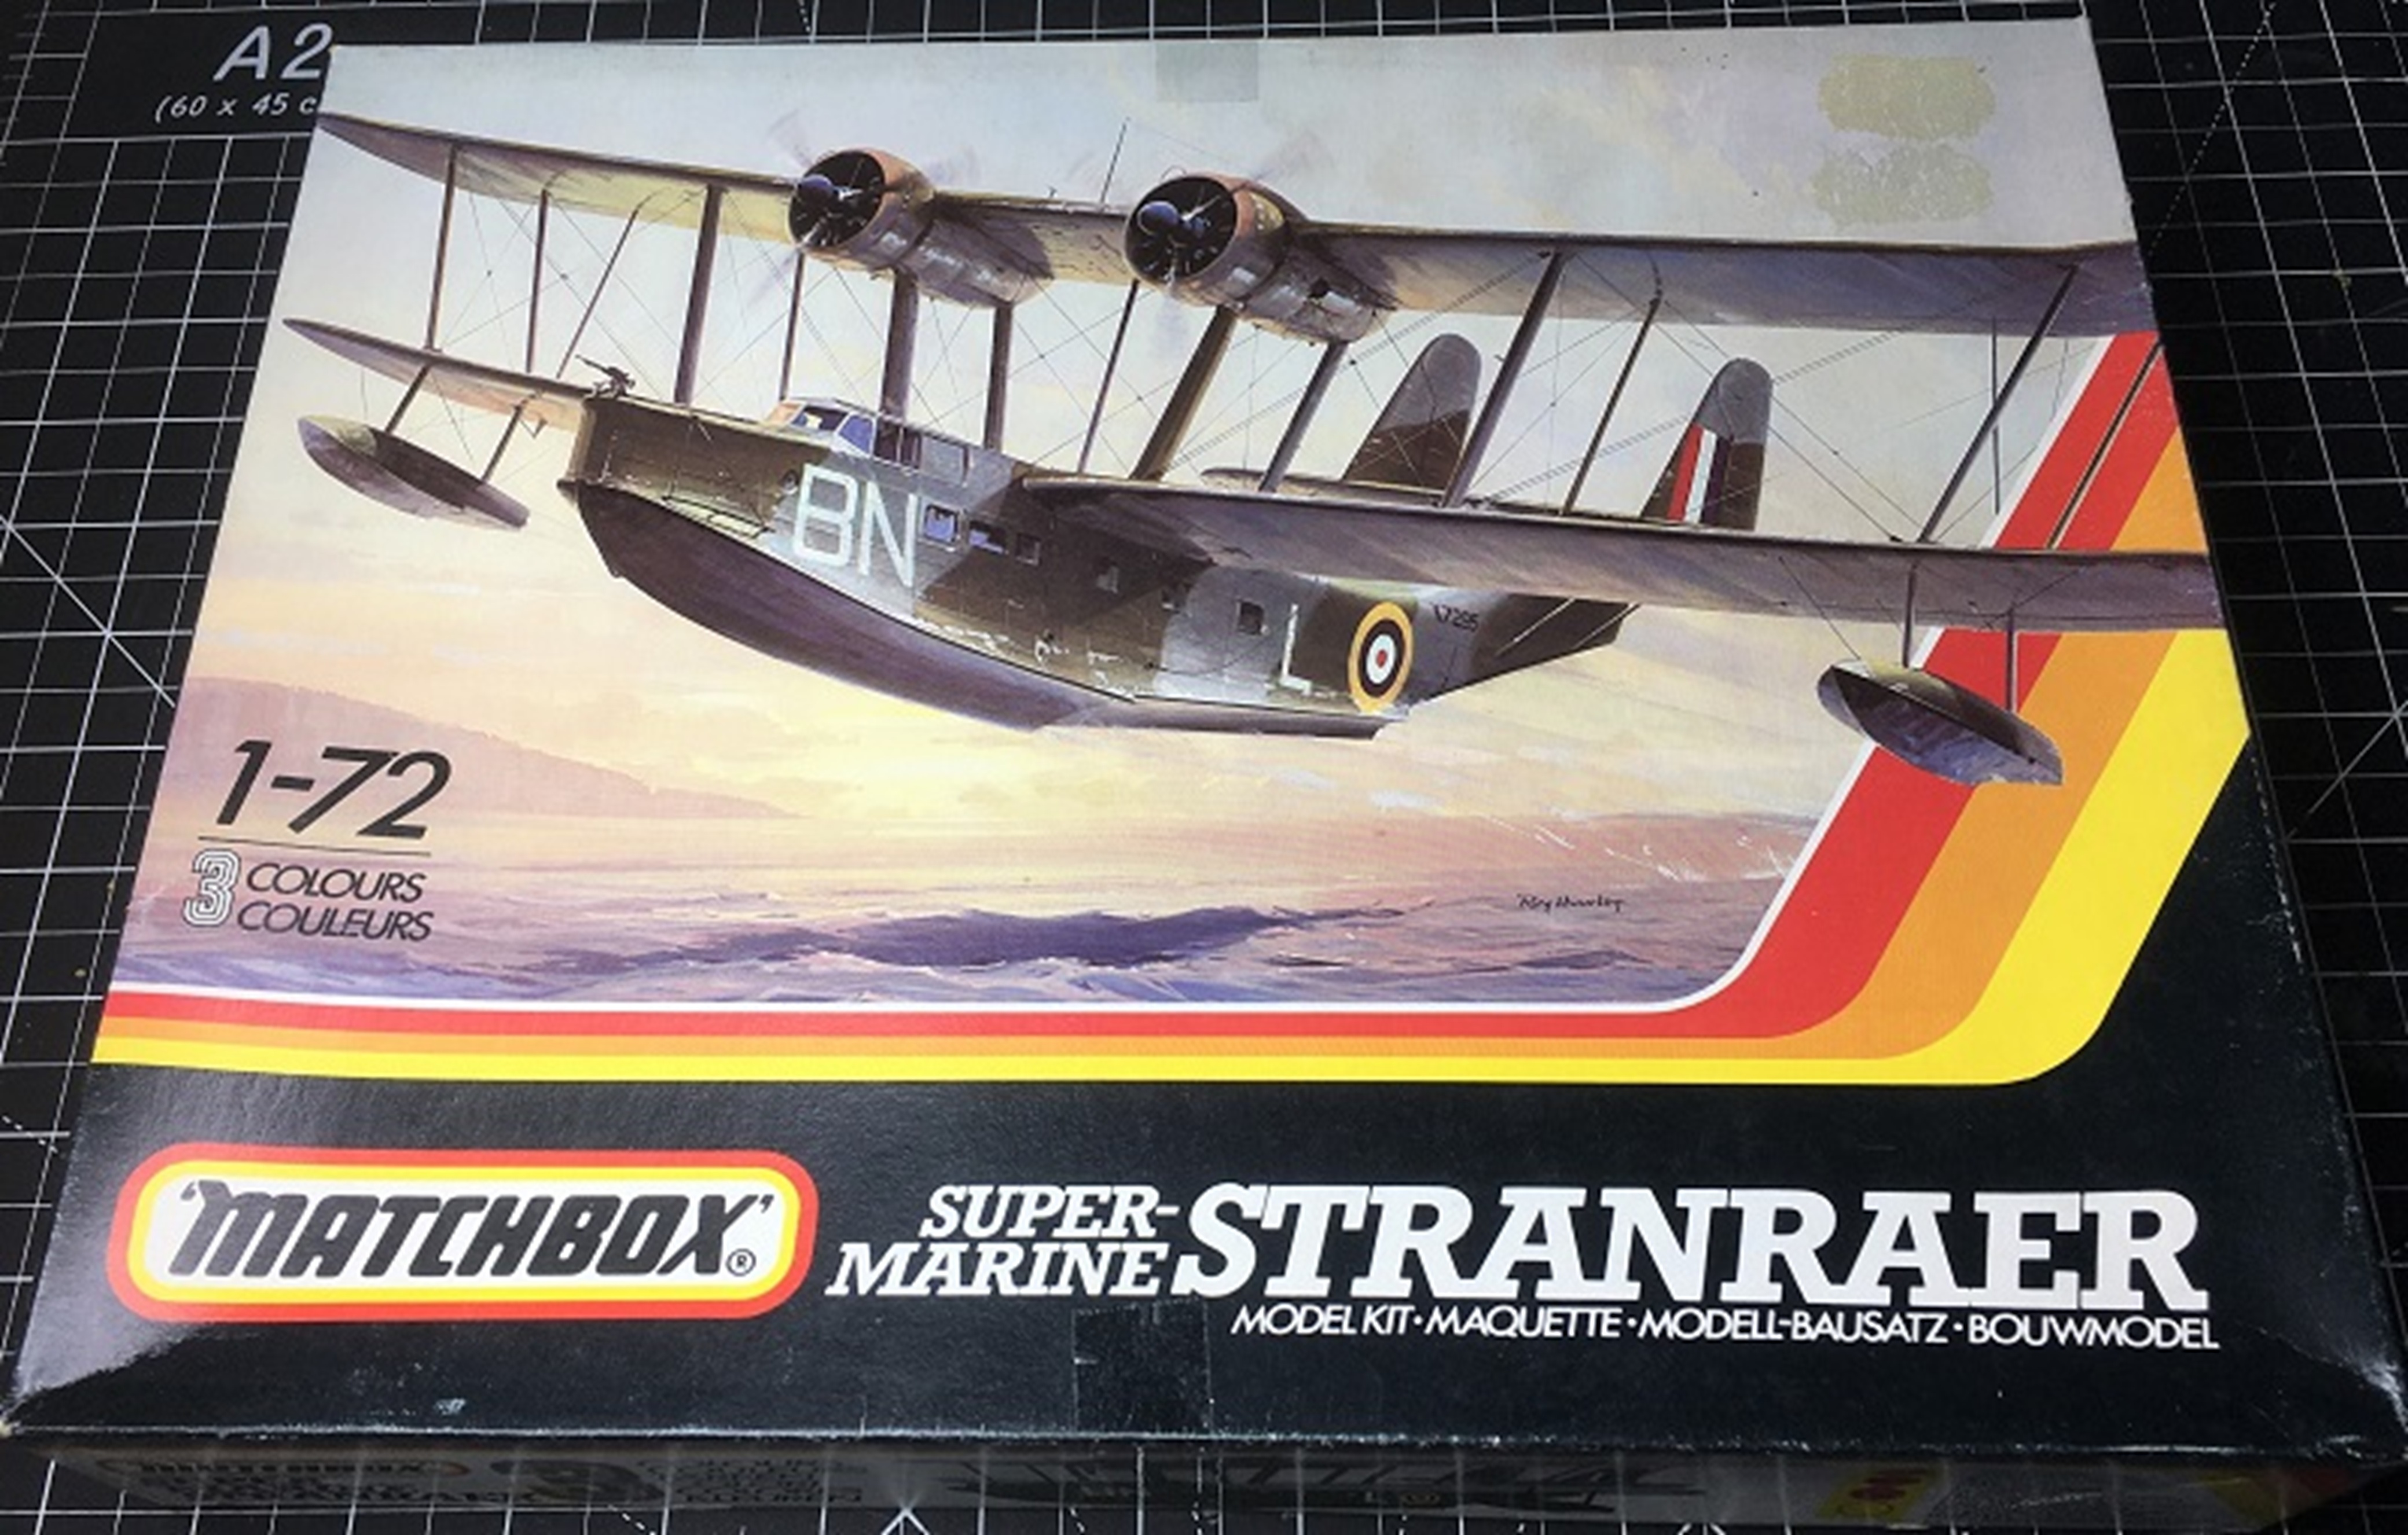 A2
(60 x 45 c
BN
L
K7295
1-72
3 COLOURS
COULEURS
'MATCHBOX'®
SUPER-
MARINE STRANRAER
MODEL KIT • MAQUETTE • MODELL-BAUSATZ • BOUWMODEL